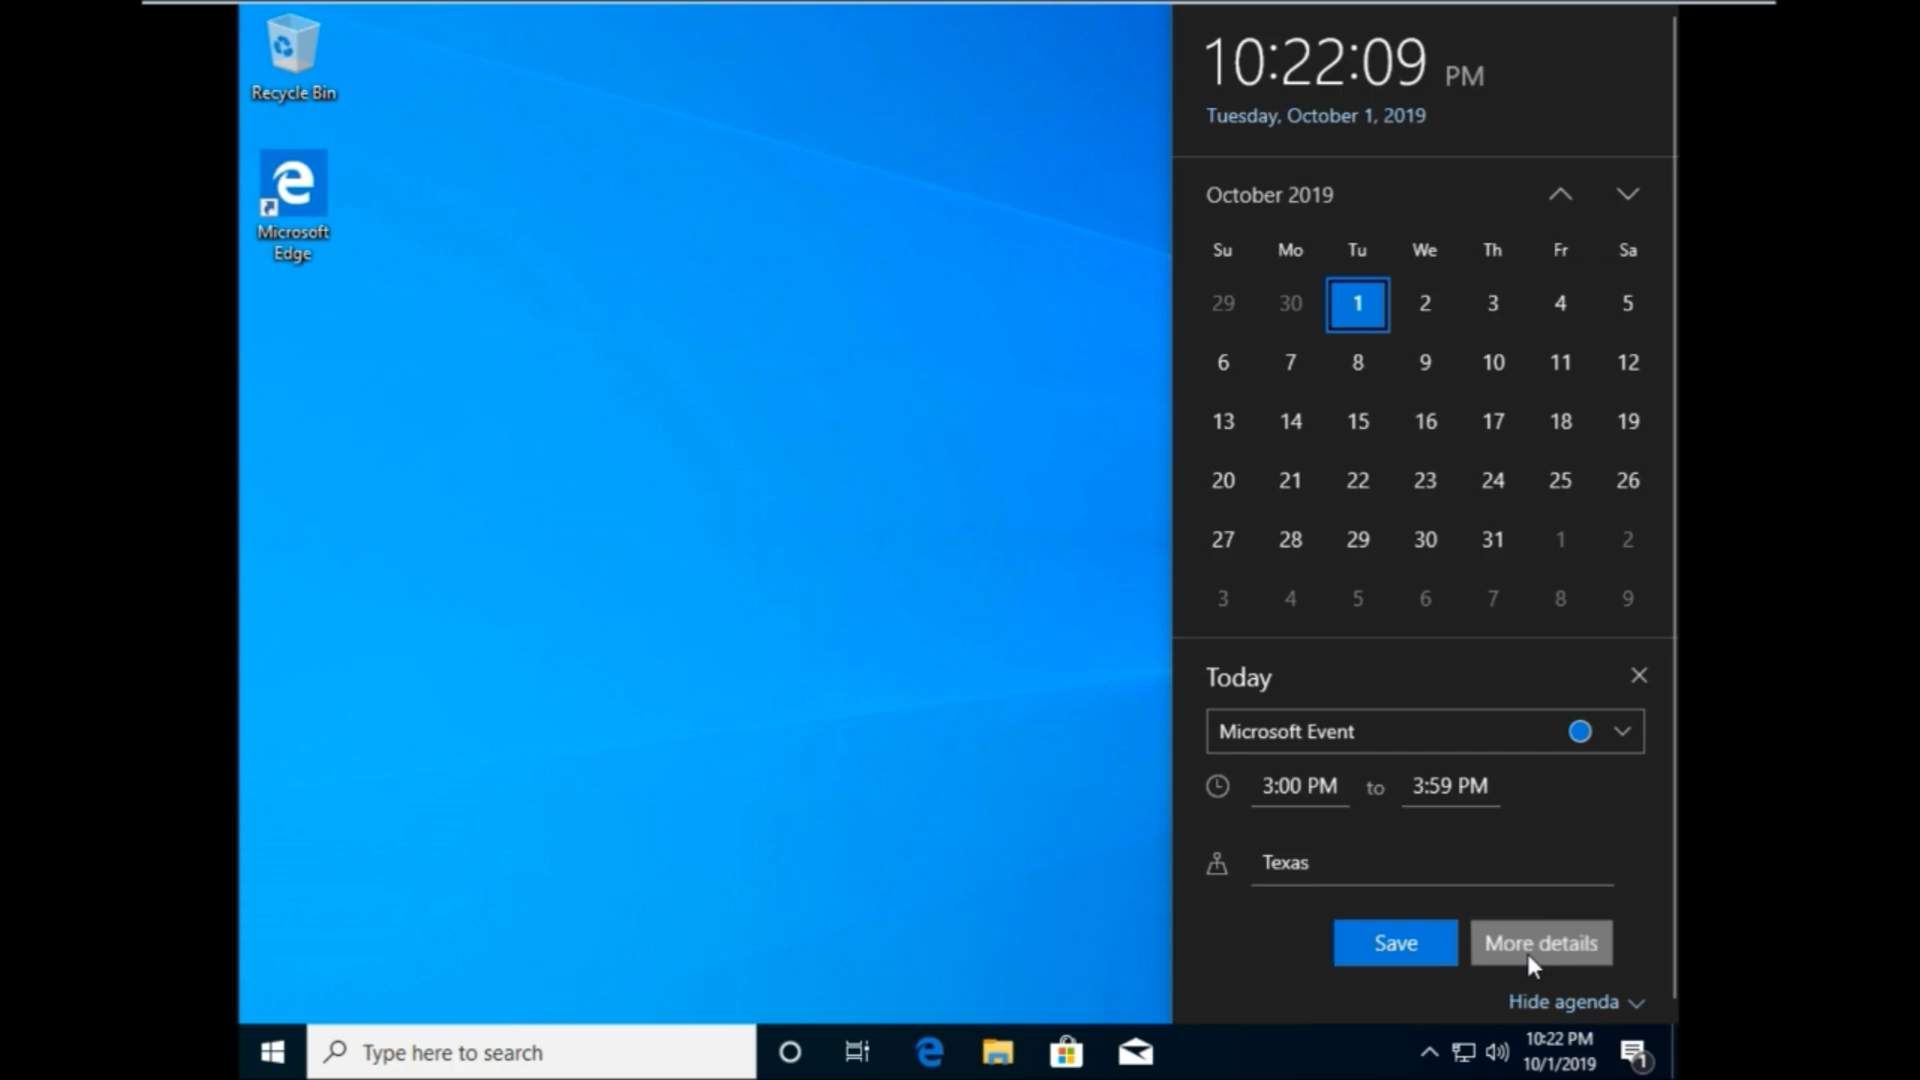 Recycle Bin
Microsoft
Edge
10:22:09 PM
Tuesday, October 1, 2019
October 2019
Su Mo Tu We Th Fr Sa
29 30 1 2 3 4 5
6 7 8 9 10 11 12
13 14 15 16 17 18 19
20 21 22 23 24 25 26
27 28 29 30 31 1 2
3 4 5 6 7 8 9
Today
Microsoft Event
3:00 PM to 3:59 PM
Texas
Save More details
Hide agenda
Type here to search
10:22 PM
10/1/2019
1